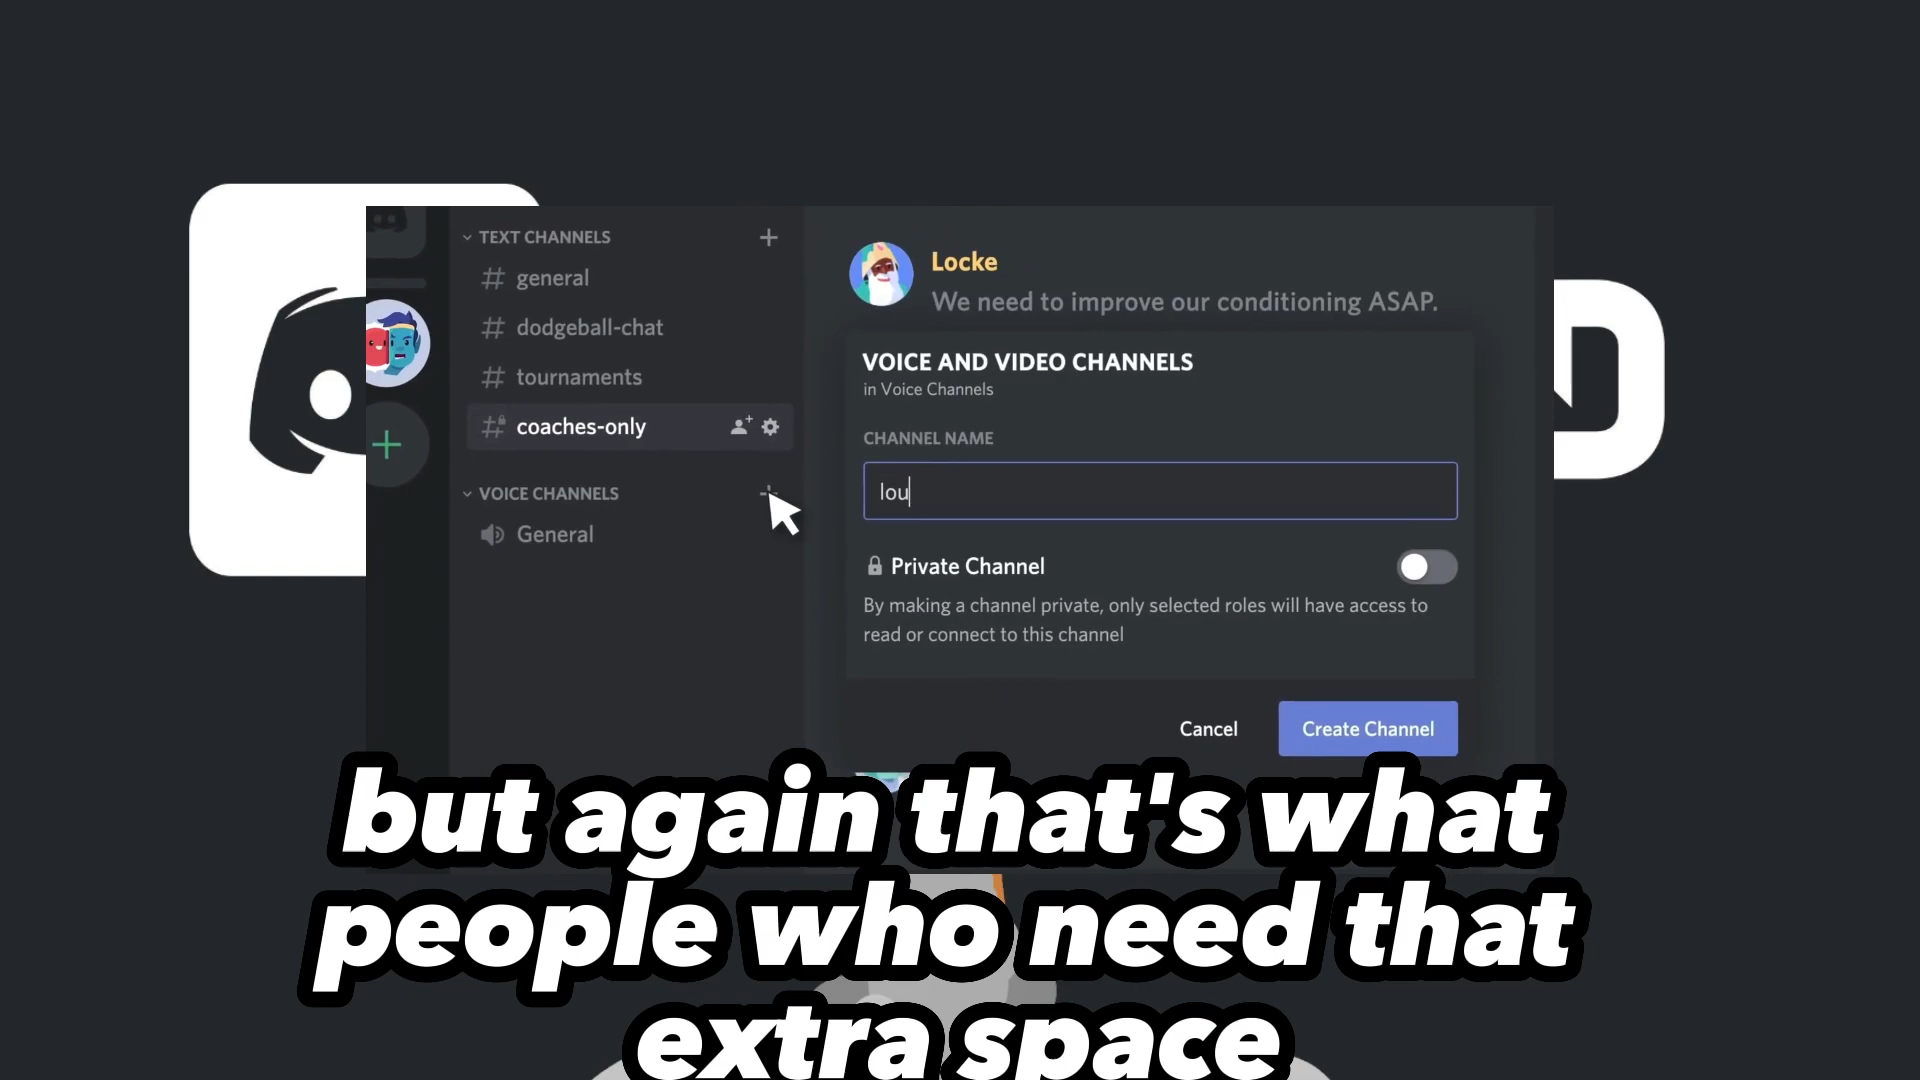 TEXT CHANNELS
general
dodgeball-chat
tournaments
coaches-only
VOICE CHANNELS
General
Locke
We need to improve our conditioning ASAP.
VOICE AND VIDEO CHANNELS
in Voice Channels
CHANNEL NAME
lou
Private Channel
By making a channel private, only selected roles will have access to
read or connect to this channel
Cancel
Create Channel
but again that's what
people who need that
extra space